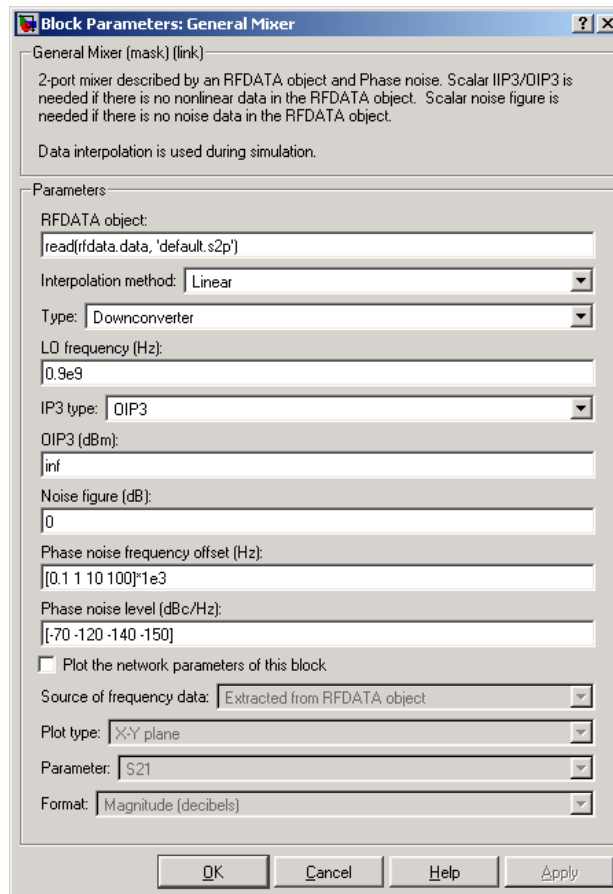 Block Parameters: General Mixer
General Mixer (mask) (link)
2-port mixer described by an RFDATA object and Phase noise. Scalar IIP3/OIP3 is
needed if there is no nonlinear data in the RFDATA object.  Scalar noise figure is
needed if there is no noise data in the RFDATA object.
Data interpolation is used during simulation.
Parameters
RFDATA object:
read(rfdata.data, 'default.s2p')
Interpolation method: Linear
Type: Downconverter
LO frequency (Hz):
0.9e9
IP3 type: OIP3
OIP3 (dBm):
inf
Noise figure (dB):
0
Phase noise frequency offset (Hz):
[0.1 1 10 100]*1e3
Phase noise level (dBc/Hz):
[-70 -120 -140 -150]
Plot the network parameters of this block
Source of frequency data: Extracted from RFDATA object
Plot type: X-Y plane
Parameter: S21
Format: Magnitude (decibels)
OK Cancel Help Apply